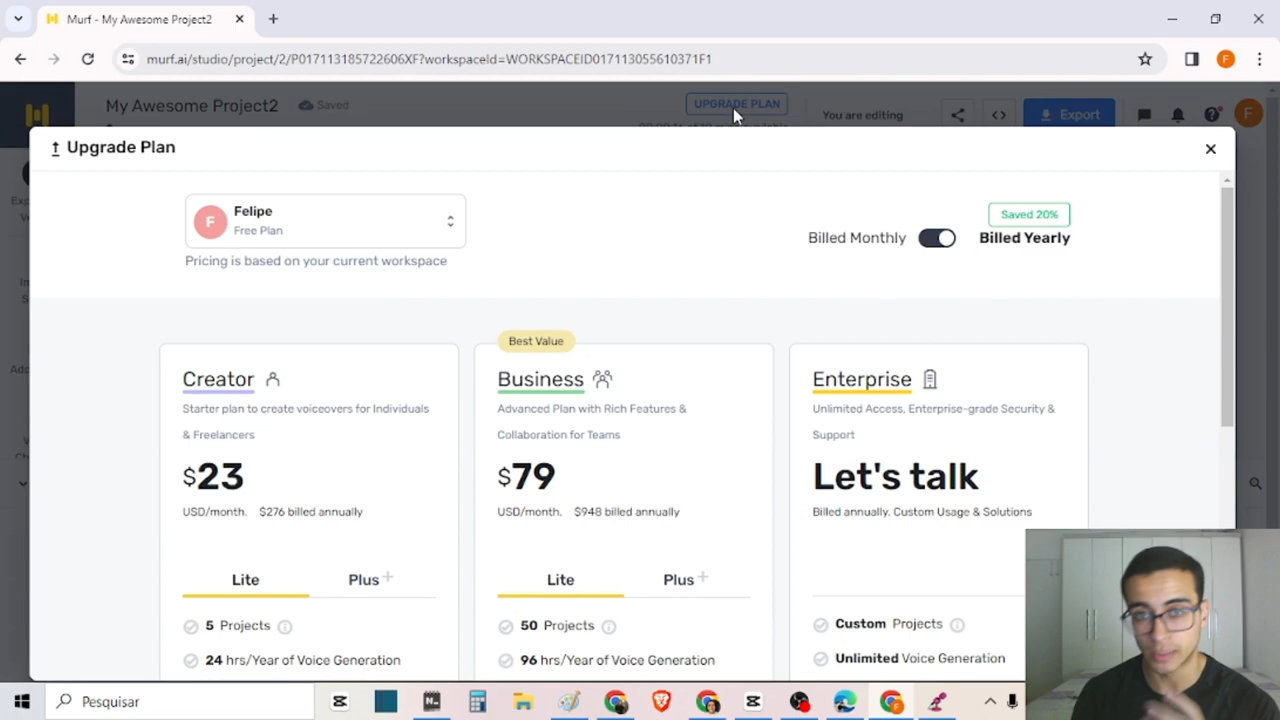 Murf - My Awesome Project2
murf.ai/studio/project/2/P017113185722606XF?workspaceId=WORKSPACEID017113055610371F1
F
My Awesome Project2
Saved
UPGRADE PLAN
You are editing
Export
F
Upgrade Plan
F
Felipe
Free Plan
Pricing is based on your current workspace
Saved 20%
Billed Monthly
Billed Yearly
Best Value
Creator
Starter plan to create voiceovers for Individuals
& Freelancers
$23
USD/month. $276 billed annually
Lite Plus+
5 Projects
24 hrs/Year of Voice Generation
Business
Advanced Plan with Rich Features &
Collaboration for Teams
$79
USD/month. $948 billed annually
Lite Plus+
50 Projects
96 hrs/Year of Voice Generation
Enterprise
Unlimited Access, Enterprise-grade Security &
Support
Let's talk
Billed annually. Custom Usage & Solutions
Custom Projects
Unlimited Voice Generation
Pesquisar